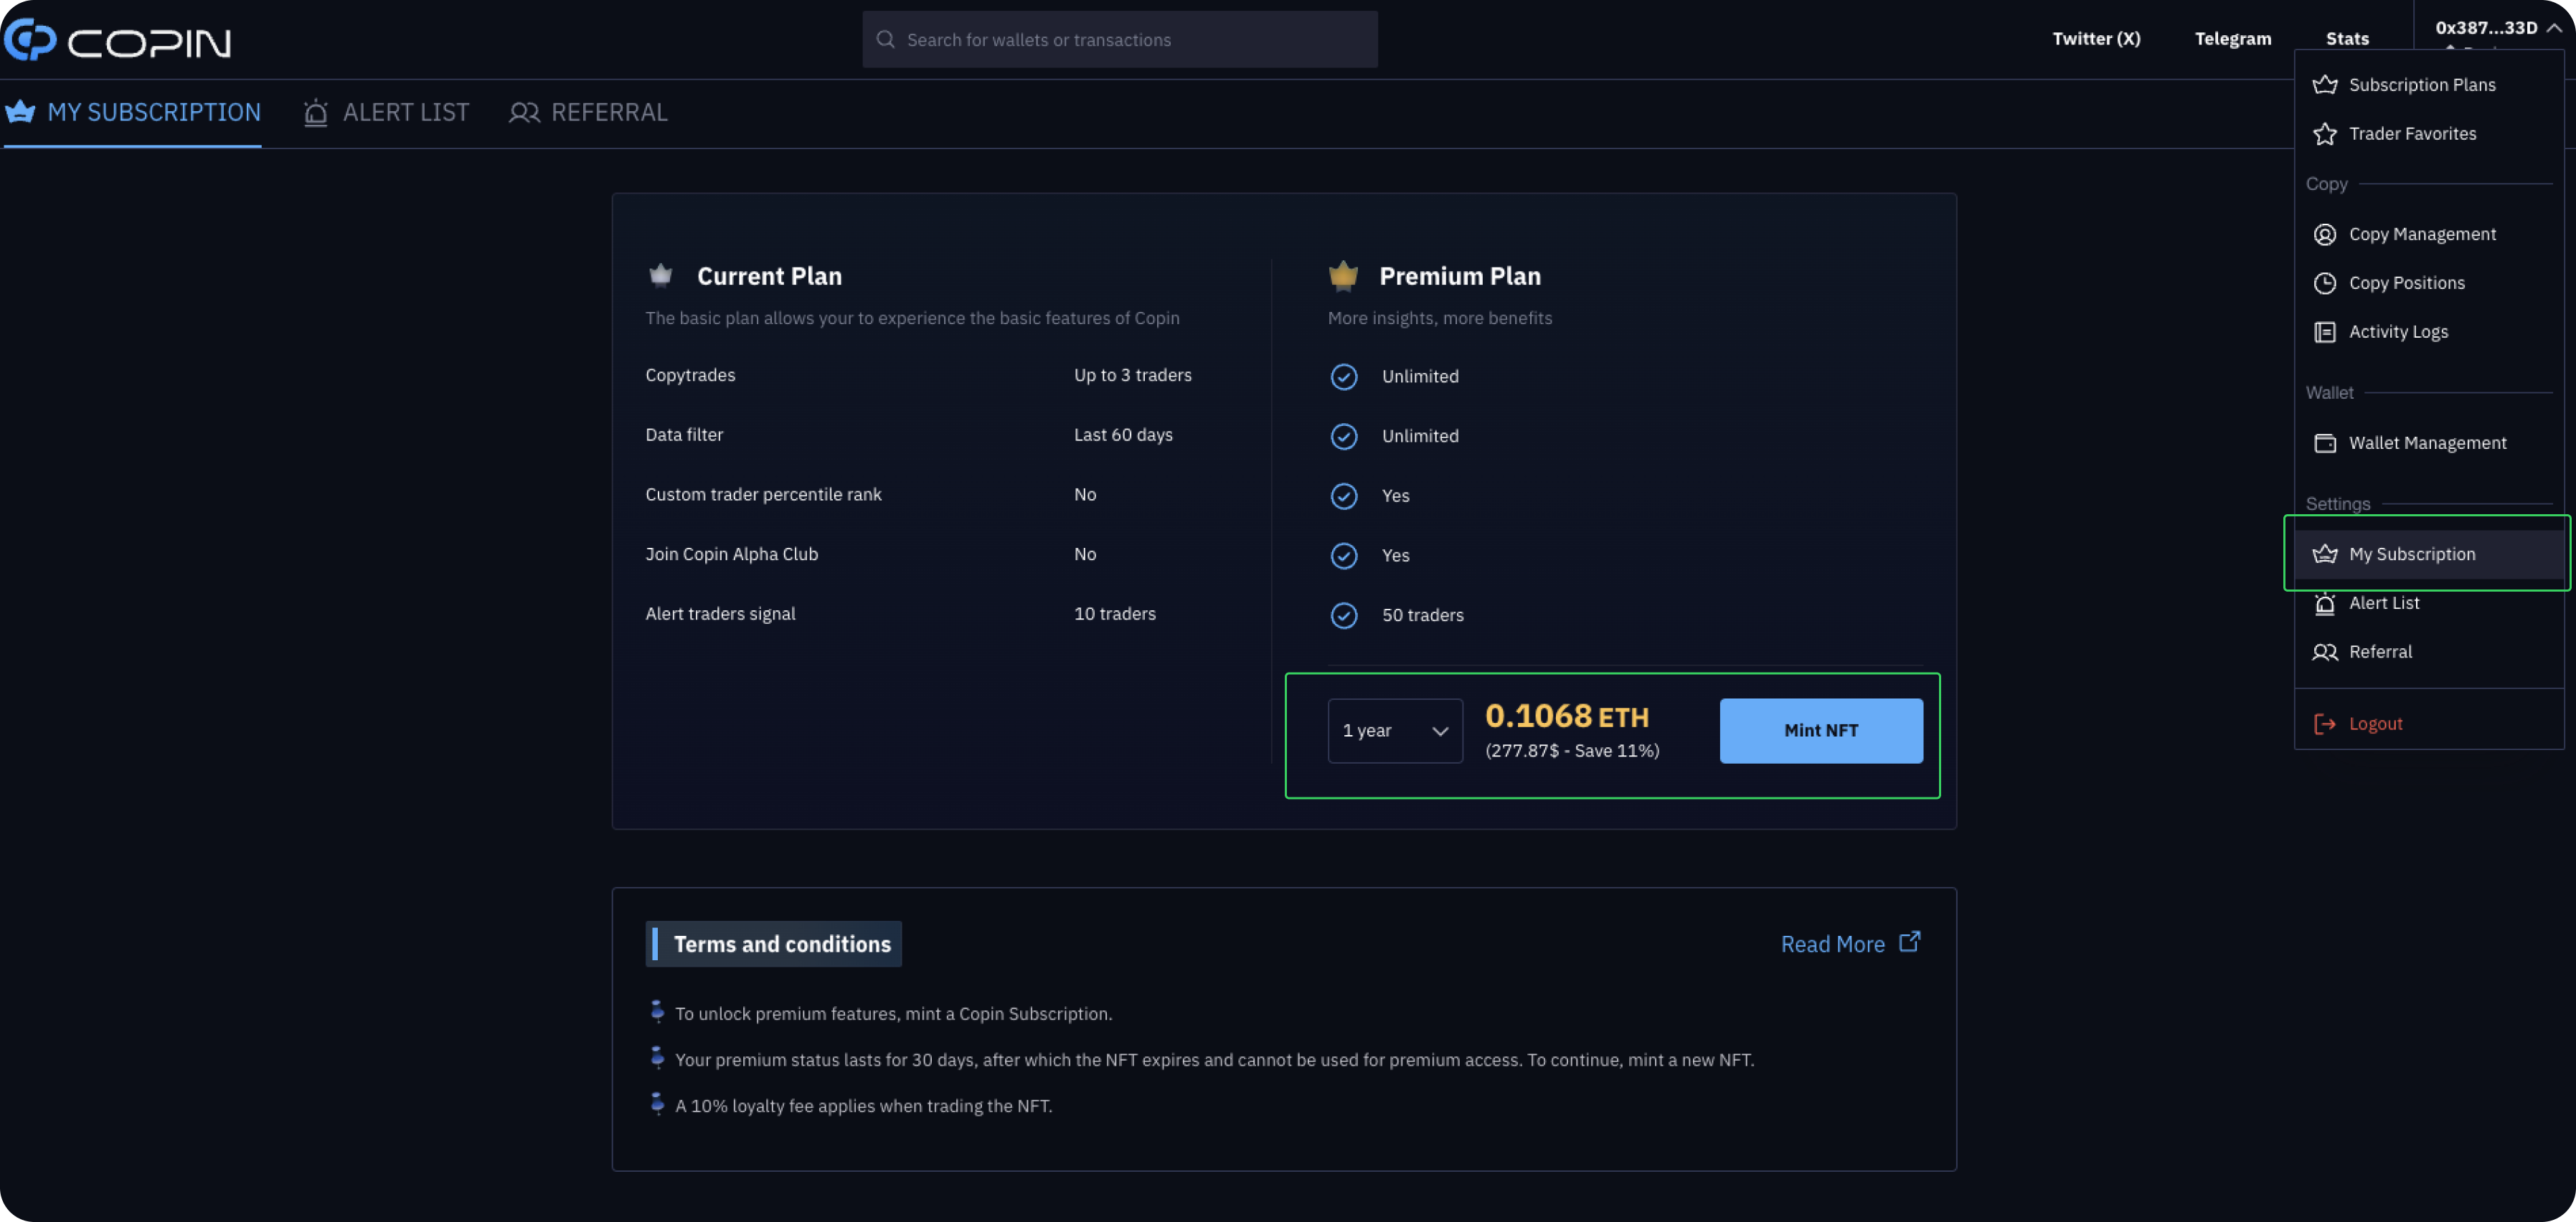 COPIN
Search for wallets or transactions
Twitter (X)
Telegram
Stats
0x387...33D
MY SUBSCRIPTION
ALERT LIST
REFERRAL
Current Plan
The basic plan allows your to experience the basic features of Copin
Copytrades
Up to 3 traders
Data filter
Last 60 days
Custom trader percentile rank
No
Join Copin Alpha Club
No
Alert traders signal
10 traders
Premium Plan
More insights, more benefits
Unlimited
Unlimited
Yes
Yes
50 traders
1 year
0.1068 ETH
(277.87$ - Save 11%)
Mint NFT
Terms and conditions
Read More
To unlock premium features, mint a Copin Subscription.
Your premium status lasts for 30 days, after which the NFT expires and cannot be used for premium access. To continue, mint a new NFT.
A 10% loyalty fee applies when trading the NFT.
Subscription Plans
Trader Favorites
Copy
Copy Management
Copy Positions
Activity Logs
Wallet
Wallet Management
Settings
My Subscription
Alert List
Referral
Logout